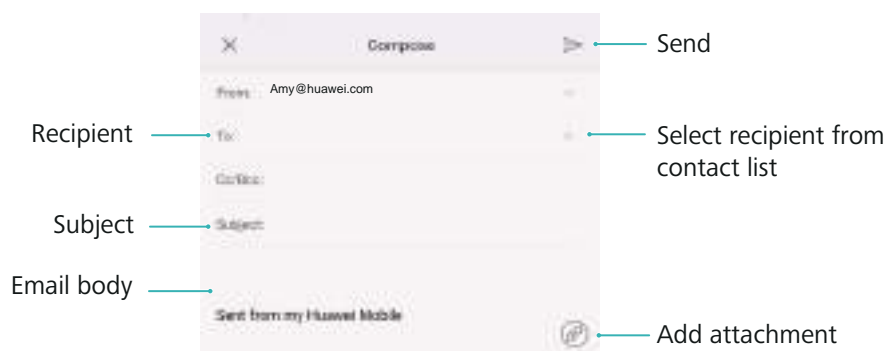 Compose
Send
From: Amy@huawei.com
Recipient
To:
Select recipient from
contact list
Cc/Bcc:
Subject
Subject:
Email body
Sent from my Huawei Mobile
Add attachment